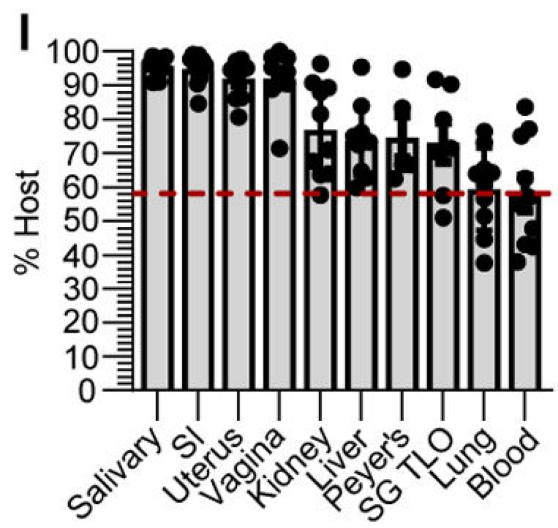 I
% Host
100
90
80
70
60
50
40
30
20
10
0
Salivary
SI
Uterus
Vagina
Kidney
Liver
Peyer's
SG TLO
Lung
Blood